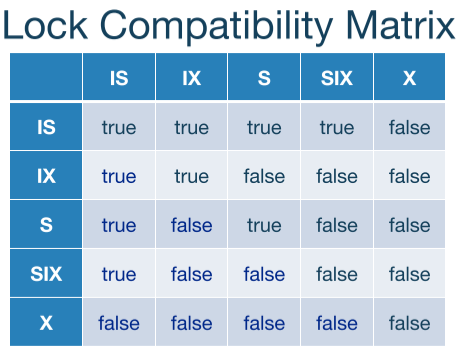 Lock Compatibility Matrix
IS IX S SIX X
IS true true true true false
IX true true false false false
S true false true false false
SIX true false false false false
X false false false false false